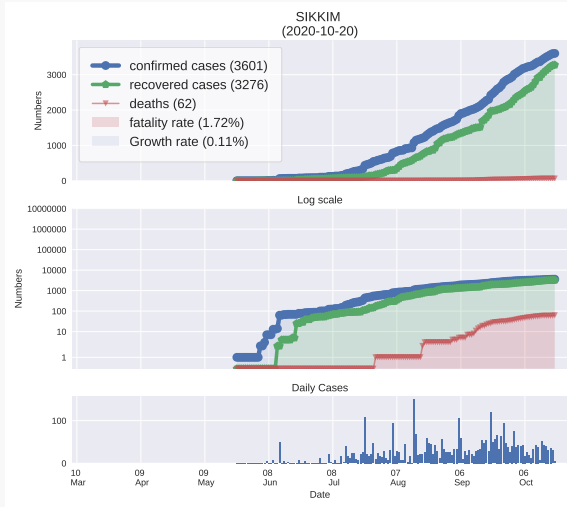 SIKKIM
(2020-10-20)
confirmed cases (3601)
recovered cases (3276)
deaths (62)
fatality rate (1.72%)
Growth rate (0.11%)
Numbers
3000
2000
1000
0
Log scale
Numbers
10000000
1000000
100000
10000
1000
100
10
1
Daily Cases
100
0
10 09 09 08 08 07 06 06
Mar Apr May Jun Jul Aug Sep Oct
Date